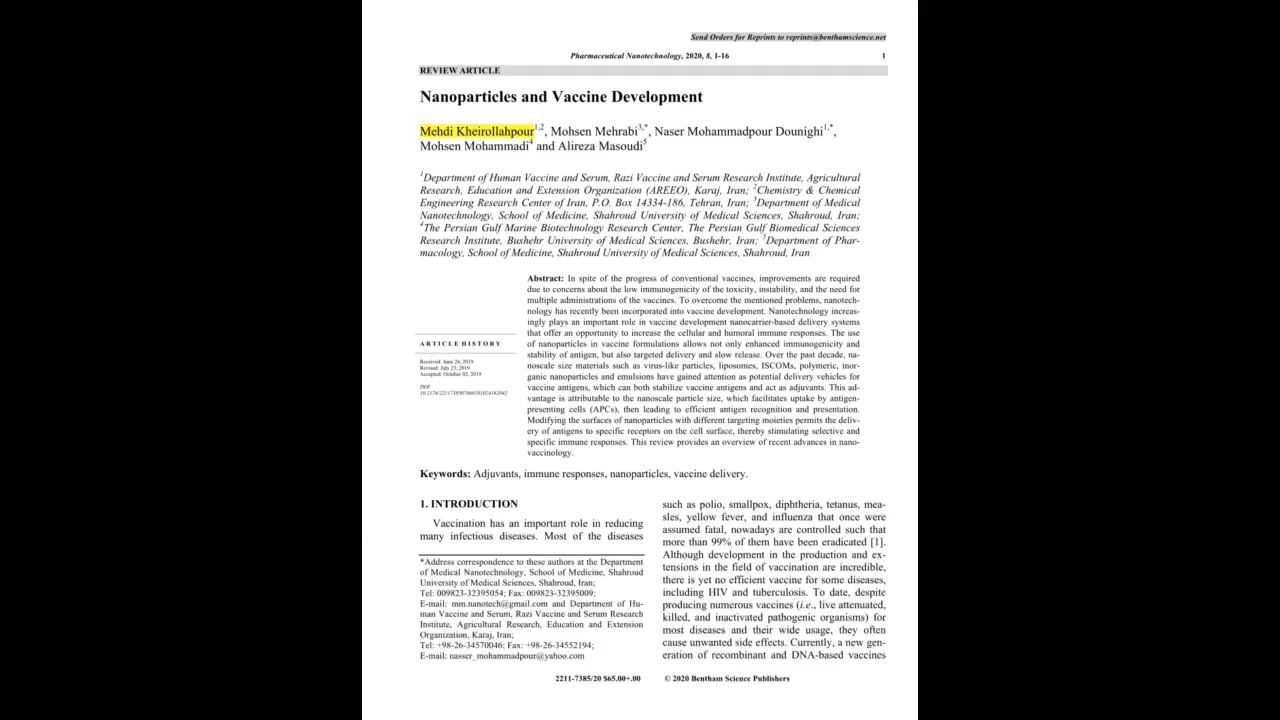 Send Orders for Reprints to reprints@benthamscience.net
Pharmaceutical Nanotechnology, 2020, 8, 1-16 1
REVIEW ARTICLE
Nanoparticles and Vaccine Development
Mehdi Kheirollahpour1,2, Mohsen Mehrabi3,*, Naser Mohammadpour Dounighi1,*,
Mohsen Mohammadi4 and Alireza Masoudi5
1Department of Human Vaccine and Serum, Razi Vaccine and Serum Research Institute, Agricultural
Research, Education and Extension Organization (AREEO), Karaj, Iran; 2Chemistry & Chemical
Engineering Research Center of Iran, P.O. Box 14334-186, Tehran, Iran; 3Department of Medical
Nanotechnology, School of Medicine, Shahroud University of Medical Sciences, Shahroud, Iran;
4The Persian Gulf Marine Biotechnology Research Center, The Persian Gulf Biomedical Sciences
Research Institute, Bushehr University of Medical Sciences, Bushehr, Iran; 5Department of Phar-
macology, School of Medicine, Shahroud University of Medical Sciences, Shahroud, Iran
ARTICLE HISTORY
Received: June 24, 2019
Revised: July 23, 2019
Accepted: October 02, 2019
DOI:
Abstract: In spite of the progress of conventional vaccines, improvements are required
due to concerns about the low immunogenicity of the toxicity, instability, and the need for
multiple administrations of the vaccines. To overcome the mentioned problems, nanotech-
nology has recently been incorporated into vaccine development. Nanotechnology increas-
ingly plays an important role in vaccine development nanocarrier-based delivery systems
that offer an opportunity to increase the cellular and humoral immune responses. The use
of nanoparticles in vaccine formulations allows not only enhanced immunogenicity and
stability of antigen, but also targeted delivery and slow release. Over the past decade, na-
noscale size materials such as virus-like particles, liposomes, ISCOMs, polymeric, inor-
ganic nanoparticles and emulsions have gained attention as potential delivery vehicles for
vaccine antigens, which can both stabilize vaccine antigens and act as adjuvants. This ad-
vantage is attributable to the nanoscale particle size, which facilitates uptake by antigen-
presenting cells (APCs), then leading to efficient antigen recognition and presentation.
Modifying the surfaces of nanoparticles with different targeting moieties permits the deliv-
ery of antigens to specific receptors on the cell surface, thereby stimulating selective and
specific immune responses. This review provides an overview of recent advances in nano-
vaccinology.
Keywords: Adjuvants, immune responses, nanoparticles, vaccine delivery.
1. INTRODUCTION
Vaccination has an important role in reducing
many infectious diseases. Most of the diseases
*Address correspondence to these authors at the Department
of Medical Nanotechnology, School of Medicine, Shahroud
University of Medical Sciences, Shahroud, Iran;
Tel: 009823-32395054; Fax: 009823-32395009;
E-mail: mm.nanotech@gmail.com and Department of Hu-
man Vaccine and Serum, Razi Vaccine and Serum Research
Institute, Agricultural Research, Education and Extension
Organization, Karaj, Iran;
Tel: +98-26-34570046; Fax: +98-26-34552194;
E-mail: nasser_mohammadpour@yahoo.com
such as polio, smallpox, diphtheria, tetanus, mea-
sles, yellow fever, and influenza that once were
assumed fatal, nowadays are controlled such that
more than 99% of them have been eradicated [1].
Although development in the production and ex-
tensions in the field of vaccination are incredible,
there is yet no efficient vaccine for some diseases,
including HIV and tuberculosis. To date, despite
producing numerous vaccines (i.e., live attenuated,
killed, and inactivated pathogenic organisms) for
most diseases and their wide usage, they often
cause unwanted side effects. Currently, a new gen-
eration of recombinant and DNA-based vaccines
2211-7385/20 $65.00+.00 © 2020 Bentham Science Publishers